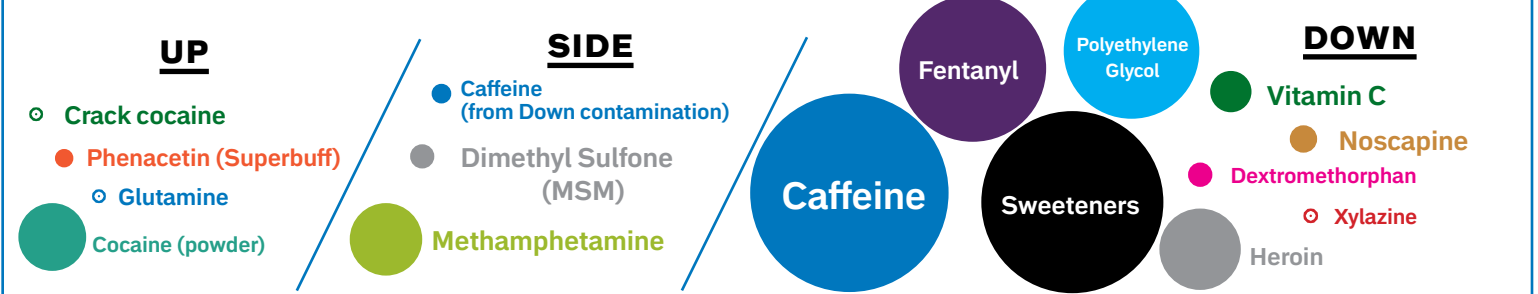 UP
Crack cocaine
Phenacetin (Superbuff)
Glutamine
Cocaine (powder)
SIDE
Caffeine
(from Down contamination)
Dimethyl Sulfone
(MSM)
Methamphetamine
DOWN
Fentanyl
Polyethylene
Glycol
Caffeine
Sweeteners
Vitamin C
Noscapine
Dextromethorphan
Xylazine
Heroin